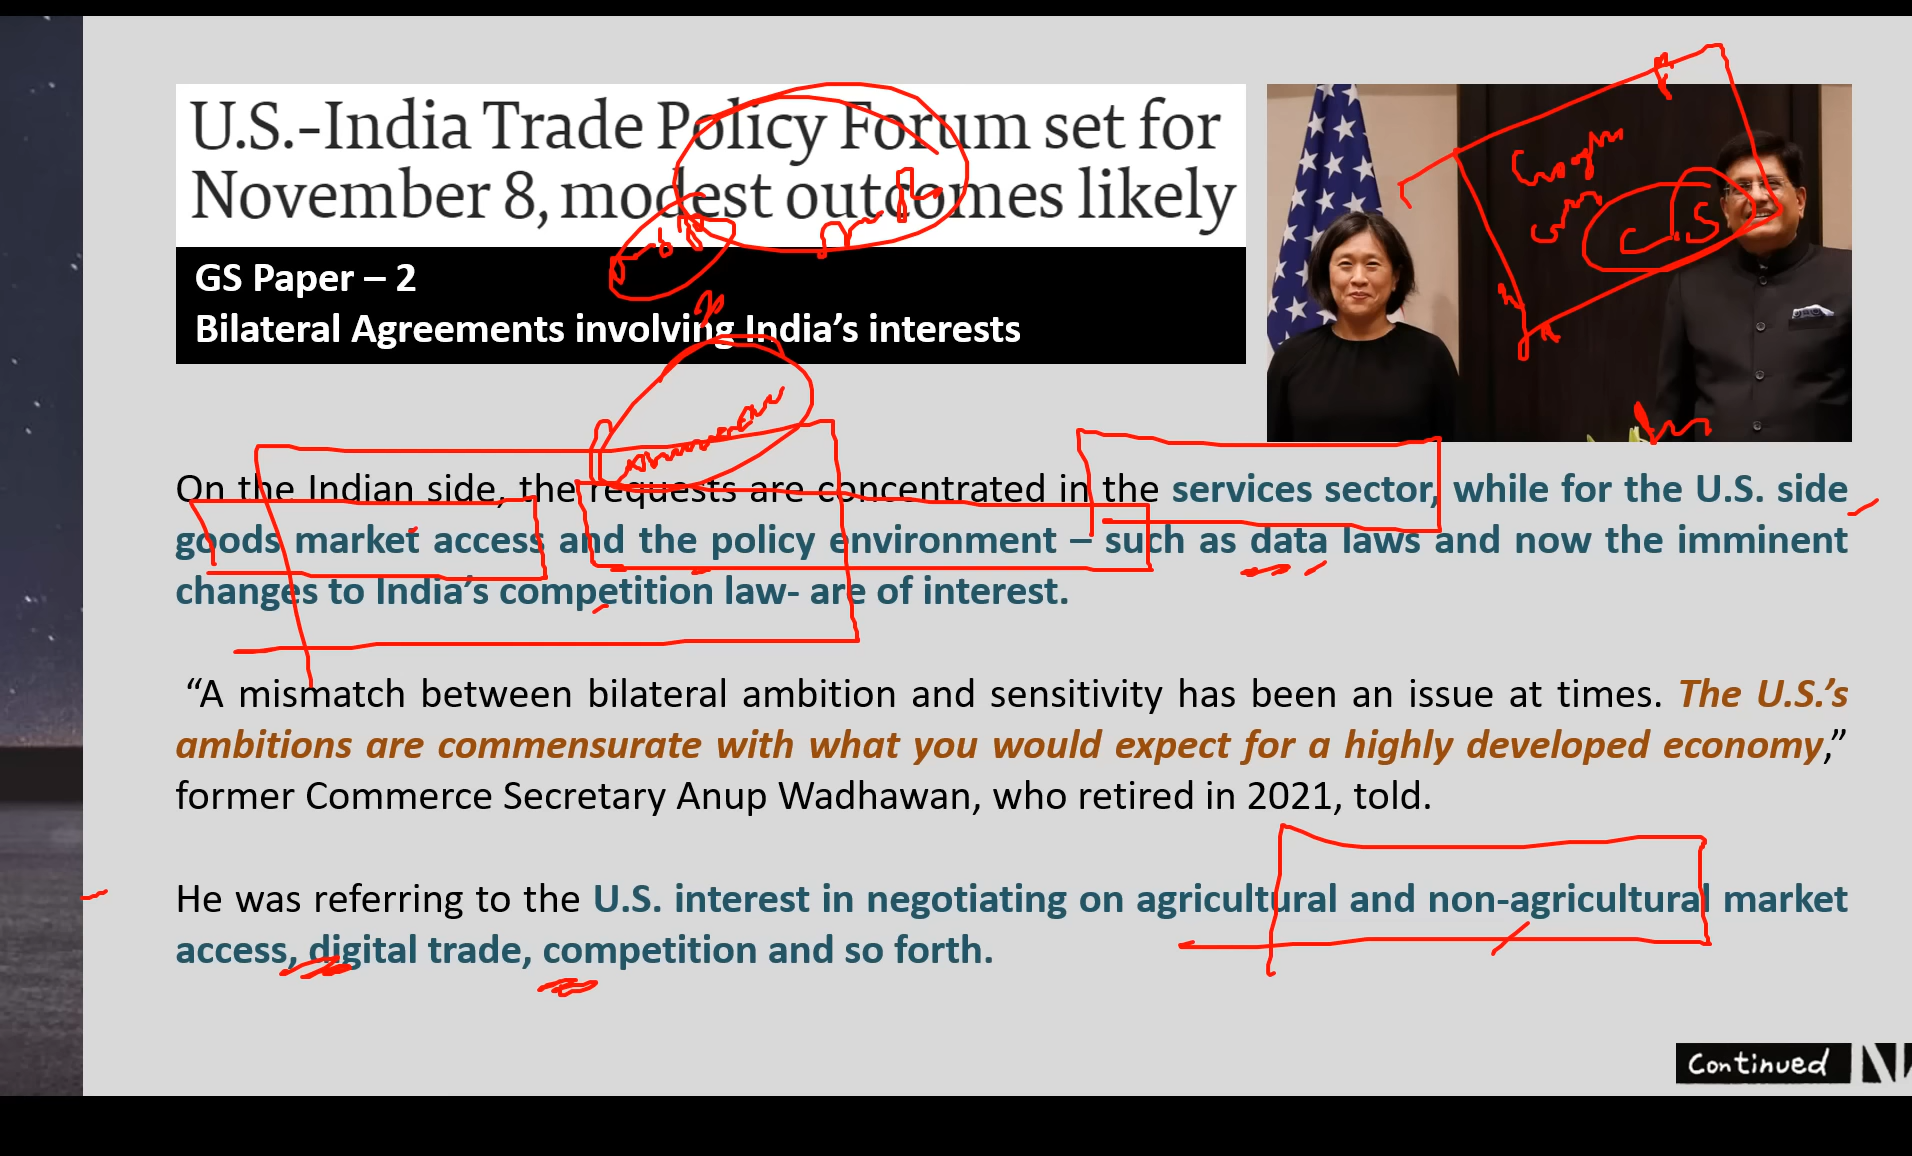 U.S.-India Trade Policy Forum set for
November 8, modest outcomes likely
GS Paper – 2
Bilateral Agreements involving India's interests
On the Indian side, the requests are concentrated in the services sector, while for the U.S. side
goods market access and the policy environment – such as data laws and now the imminent
changes to India's competition law- are of interest.
“A mismatch between bilateral ambition and sensitivity has been an issue at times. The U.S.'s
ambitions are commensurate with what you would expect for a highly developed economy,”
former Commerce Secretary Anup Wadhawan, who retired in 2021, told.
He was referring to the U.S. interest in negotiating on agricultural and non-agricultural market
access, digital trade, competition and so forth.
Continued